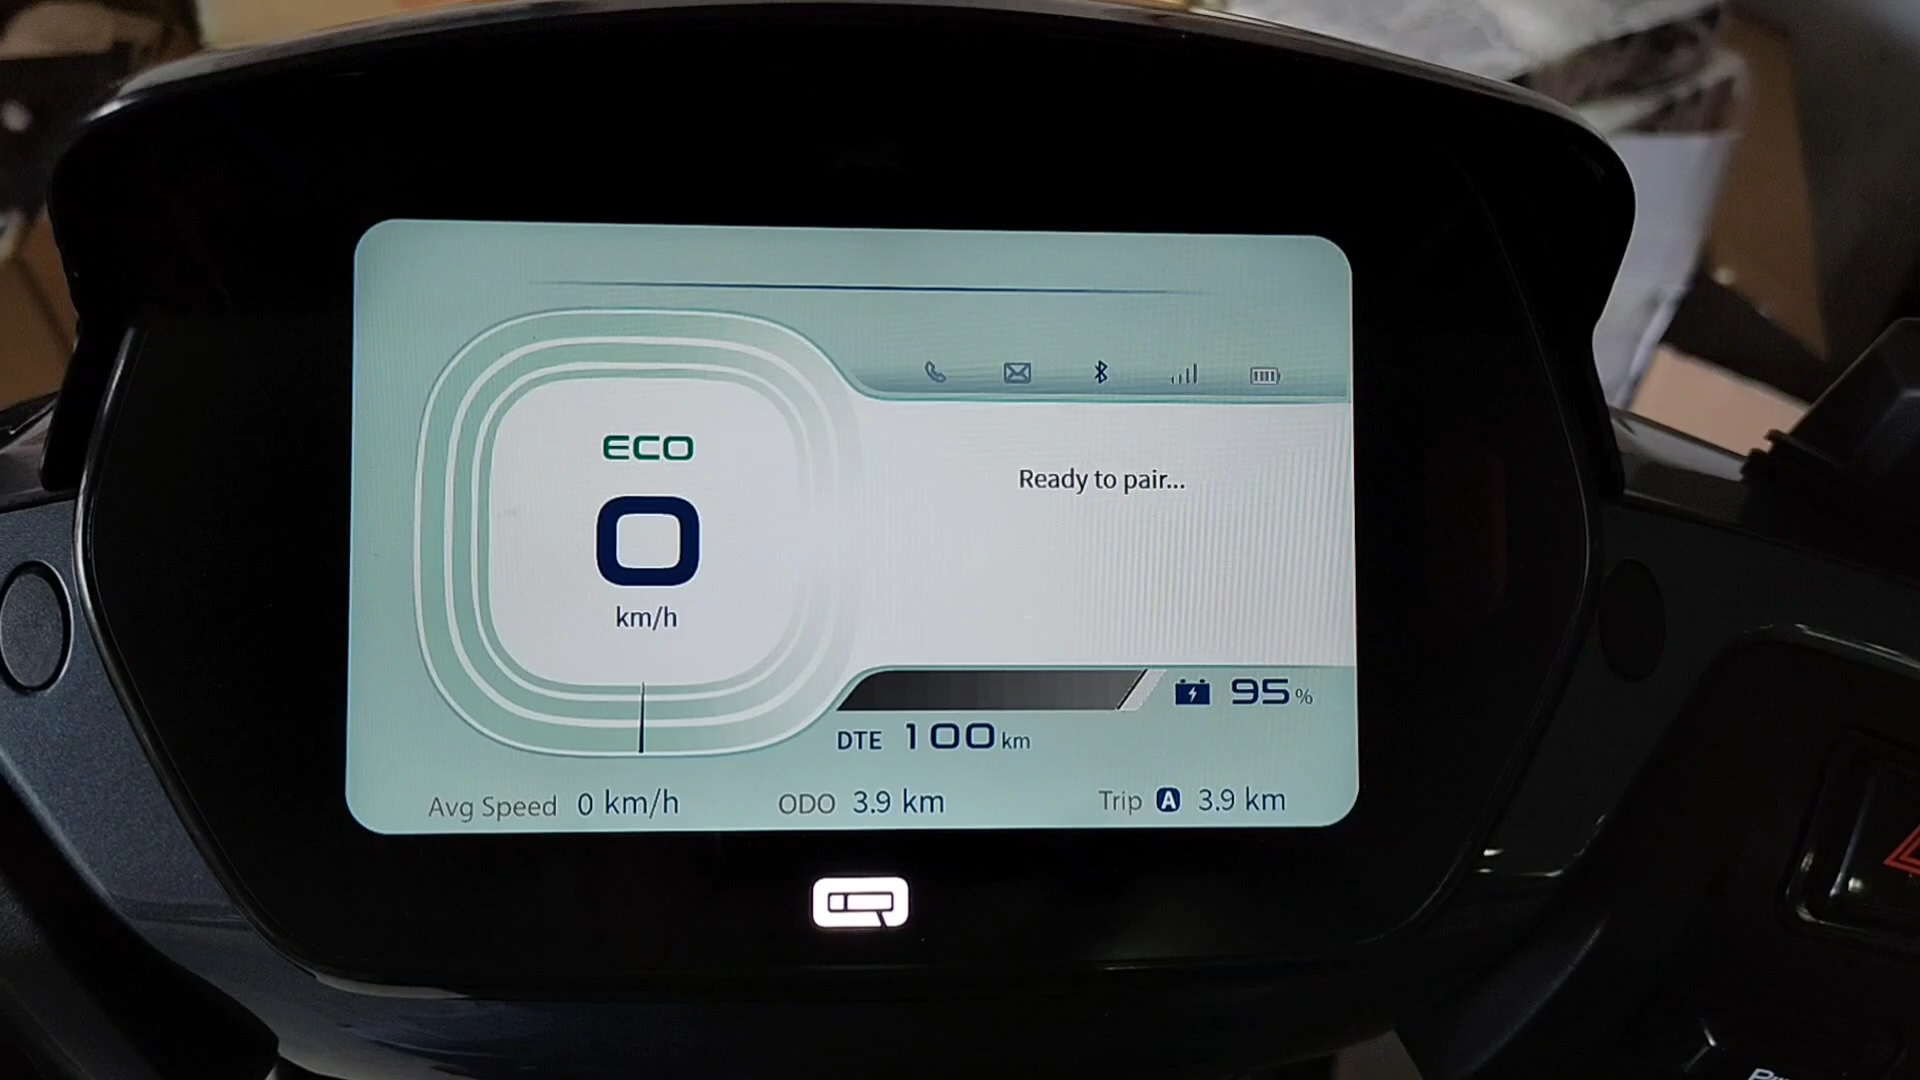 ECO
0
km/h
Ready to pair...
95 %
DTE 100 km
Avg Speed 0 km/h
ODO 3.9 km
Trip A 3.9 km